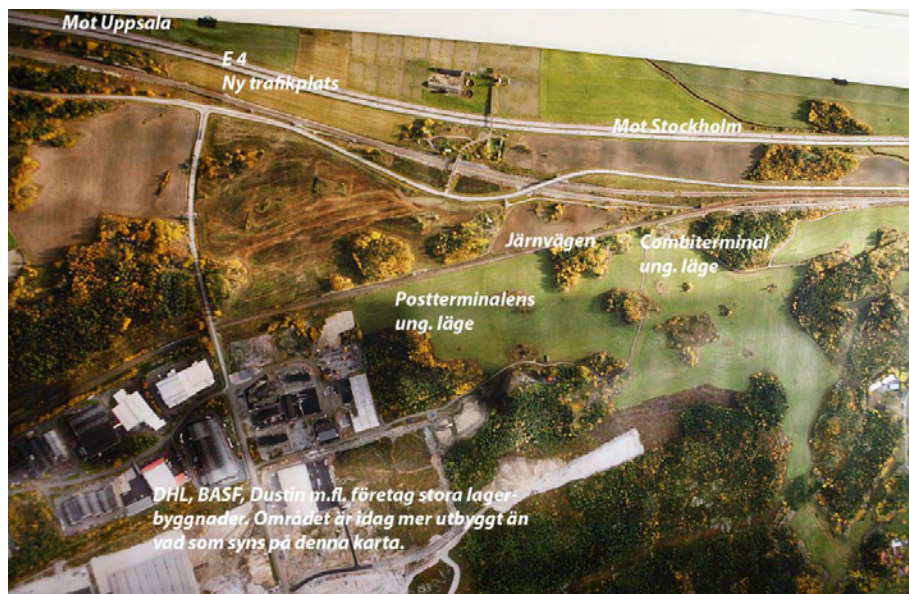 Mot Uppsala
E 4
Ny trafikplats
Mot Stockholm
Järnvägen
Combiterminal
ung. läge
Postterminalens
ung. läge
DHL, BASF, Dustin m.fl. företag stora lager-
byggnader. Området är idag mer utbyggt än
vad som syns på denna karta.